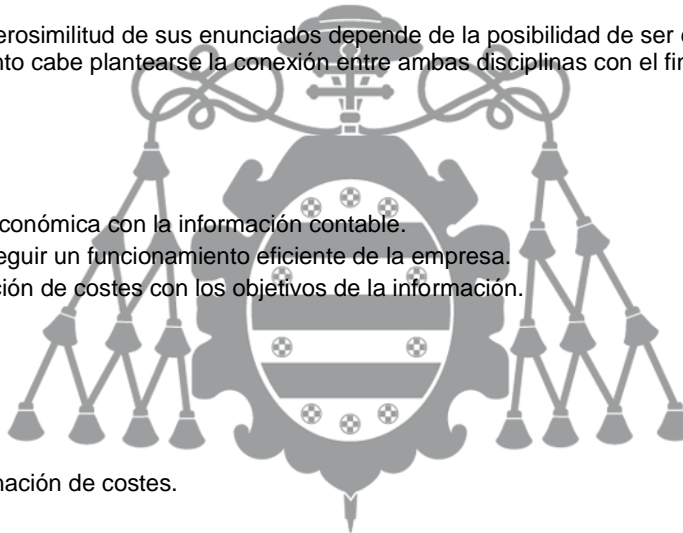 erosimilitud de sus enunciados depende de la posibilidad de ser
nto cabe plantearse la conexión entre ambas disciplinas con el fin
conómica con la información contable.
eguir un funcionamiento eficiente de la empresa.
ción de costes con los objetivos de la información.
mación de costes.